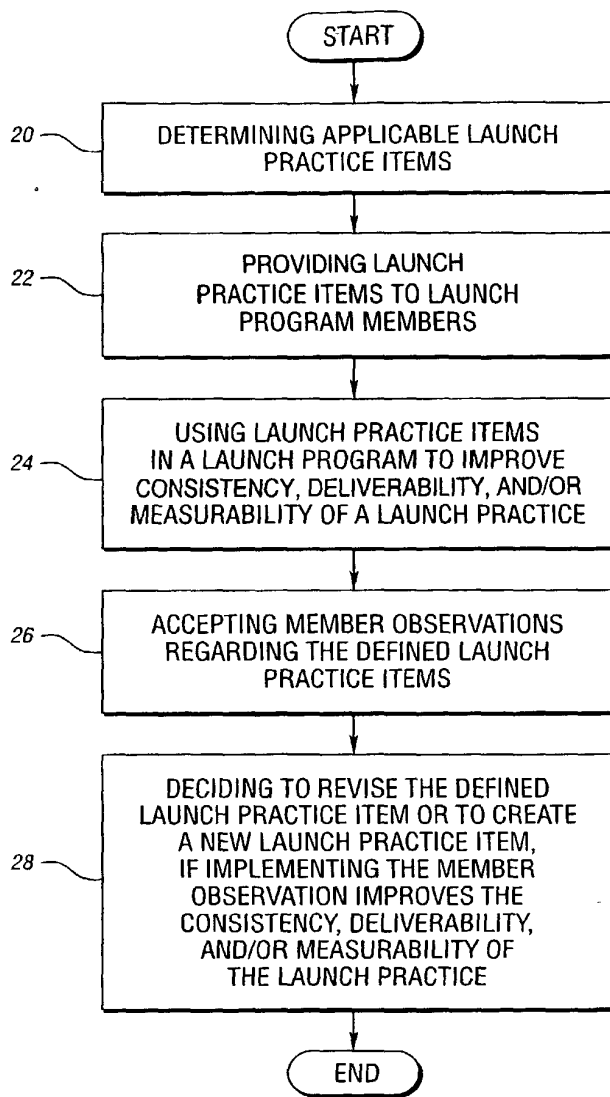 START
20
DETERMINING APPLICABLE LAUNCH
PRACTICE ITEMS
22
PROVIDING LAUNCH
PRACTICE ITEMS TO LAUNCH
PROGRAM MEMBERS
24
USING LAUNCH PRACTICE ITEMS
IN A LAUNCH PROGRAM TO IMPROVE
CONSISTENCY, DELIVERABILITY, AND/OR
MEASURABILITY OF A LAUNCH PRACTICE
26
ACCEPTING MEMBER OBSERVATIONS
REGARDING THE DEFINED LAUNCH
PRACTICE ITEMS
28
DECIDING TO REVISE THE DEFINED
LAUNCH PRACTICE ITEM OR TO CREATE
A NEW LAUNCH PRACTICE ITEM,
IF IMPLEMENTING THE MEMBER
OBSERVATION IMPROVES THE
CONSISTENCY, DELIVERABILITY,
AND/OR MEASURABILITY OF
THE LAUNCH PRACTICE
END